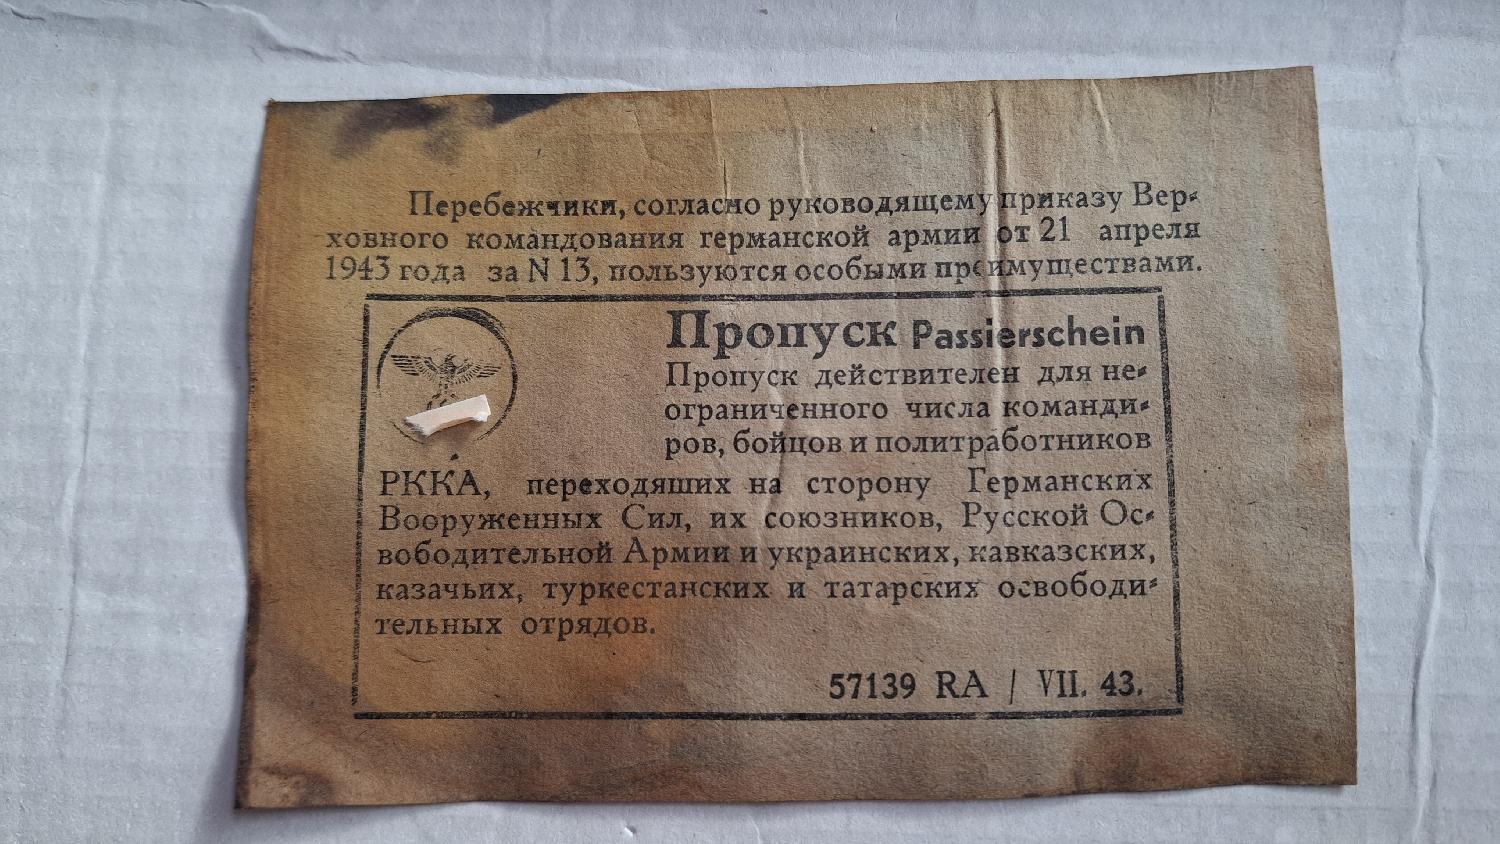 Перебежчики, согласно руководящему приказу Вер-
ховного командования германской армии от 21 апреля
1943 года за N 13, пользуются особыми преимуществами.
Пропуск Passierschein
Пропуск действителен для не-
ограниченного числа команди-
ров, бойцов и политработников
РККА, переходяших на сторону Германских
Вооруженных Сил, их союзников, Русской Ос-
вободительной Армии и украинских, кавказских,
казачьих, туркестанских и татарских освободи-
тельных отрядов.
57139 RA / VII. 43.